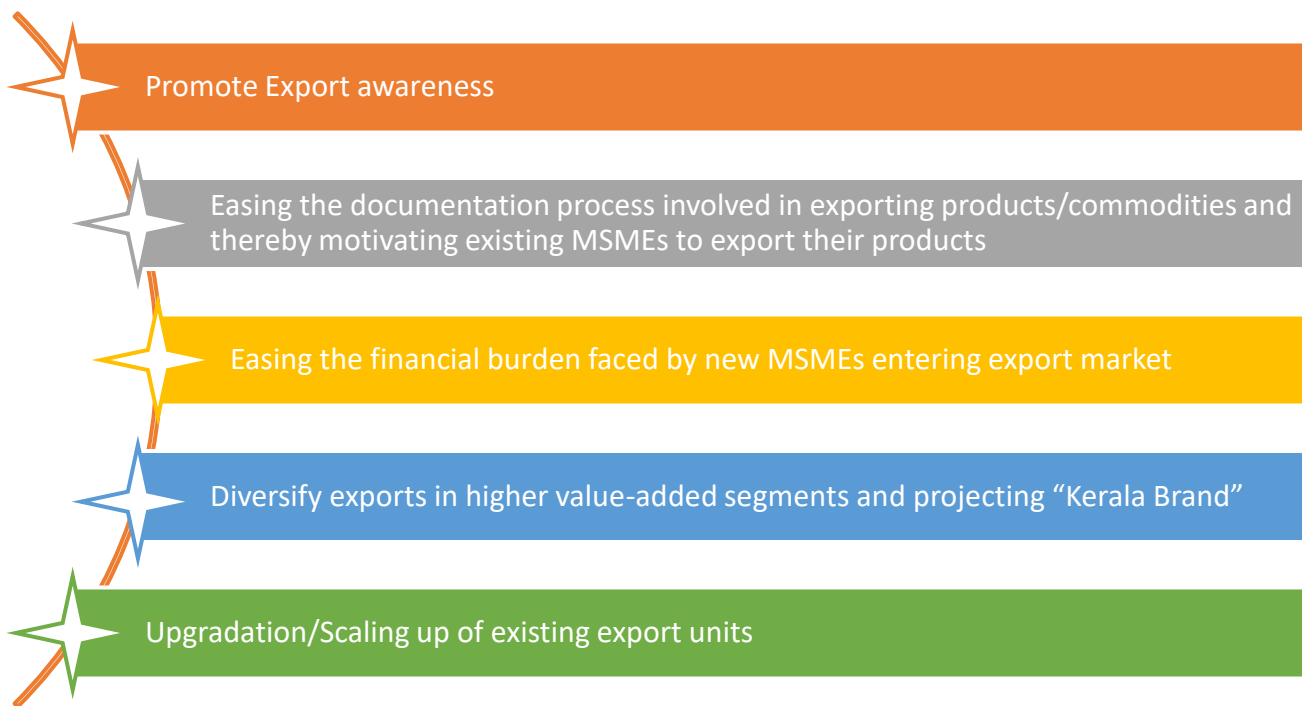 Promote Export awareness
Easing the documentation process involved in exporting products/commodities and
thereby motivating existing MSMEs to export their products
Easing the financial burden faced by new MSMEs entering export market
Diversify exports in higher value-added segments and projecting “Kerala Brand”
Upgradation/Scaling up of existing export units